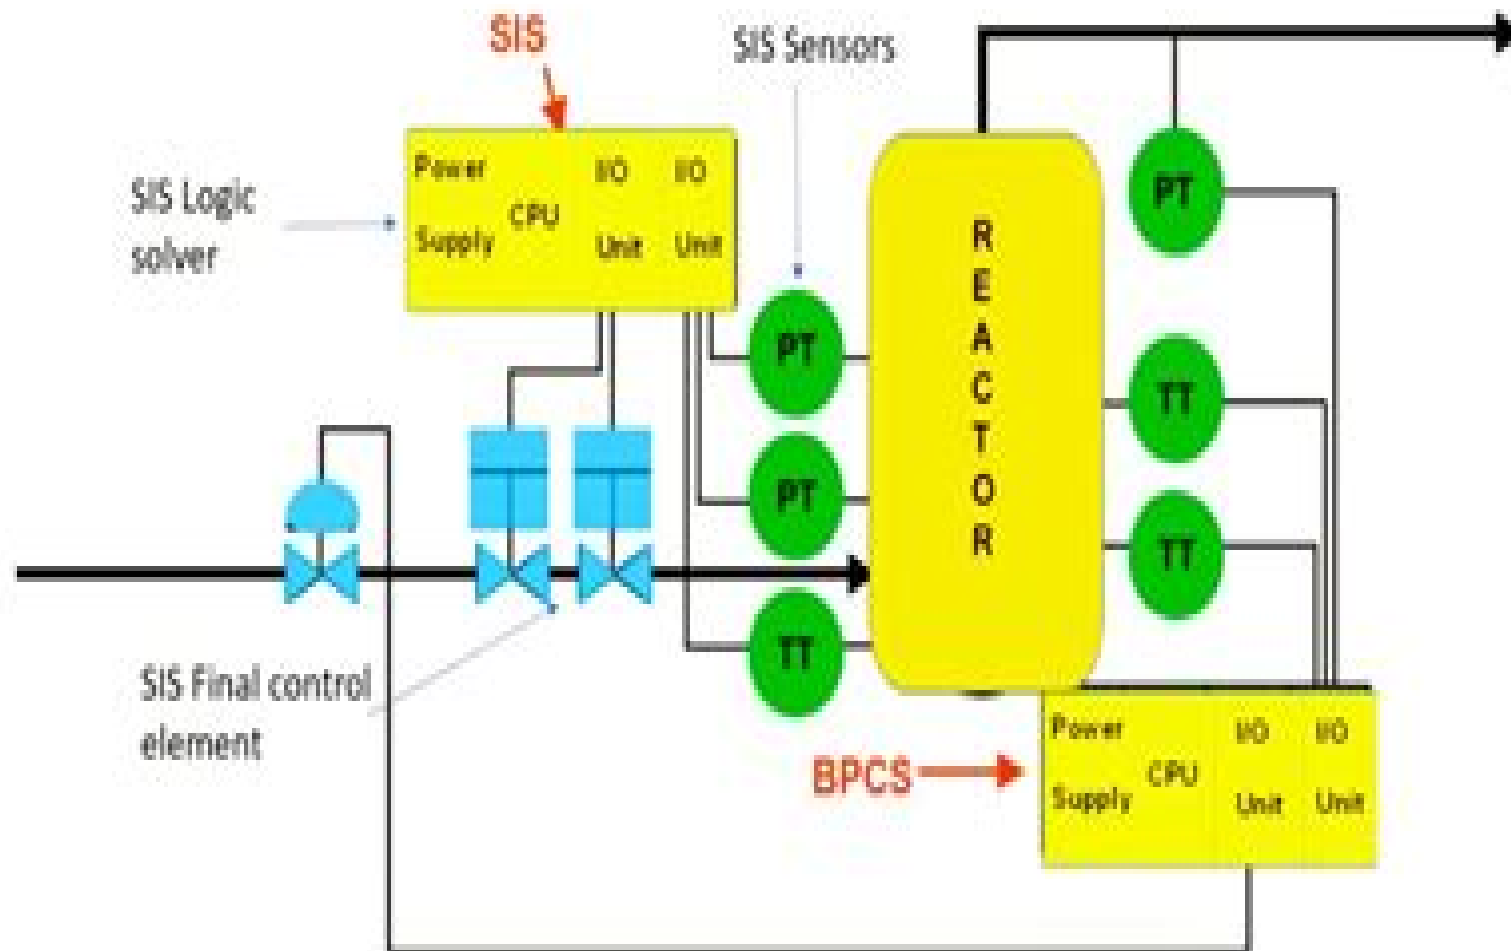 SIS
SIS Sensors
SIS Logic
solver
Power
Supply
CPU
I/O
Unit
I/O
Unit
PT
PT
TT
R
E
A
C
T
O
R
PT
TT
TT
SIS Final control
element
BPCS
Power
Supply
CPU
I/O
Unit
I/O
Unit